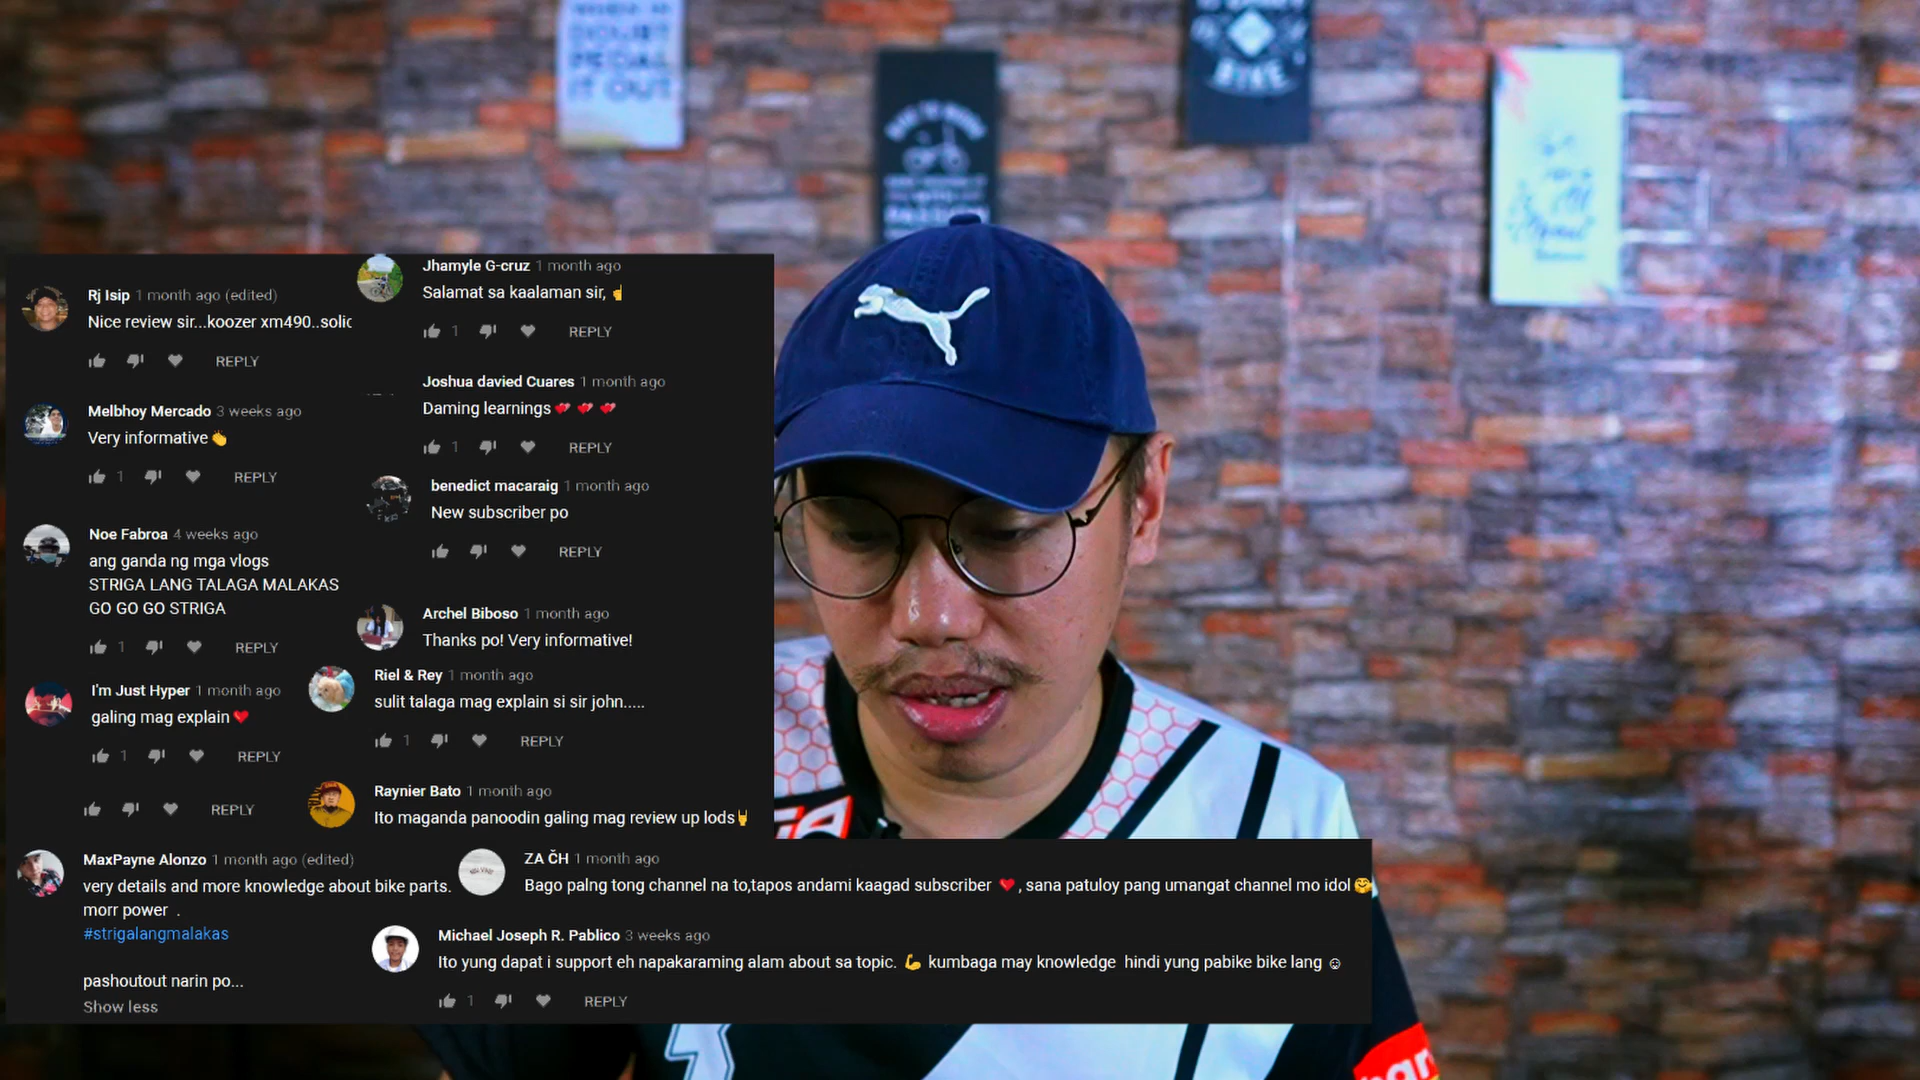 WHEN IN
DOUBT
PEDAL
IT OUT
BIKE
Rj Isip 1 month ago (edited)
Nice review sir...koozer xm490..solid
REPLY
Melbhoy Mercado 3 weeks ago
Very informative👏
1 REPLY
Noe Fabroa 4 weeks ago
ang ganda ng mga vlogs
STRIGA LANG TALAGA MALAKAS
GO GO GO STRIGA
1 REPLY
I'm Just Hyper 1 month ago
galing mag explain❤️
1 REPLY
REPLY
MaxPayne Alonzo 1 month ago (edited)
very details and more knowledge about bike parts.
morr power .
#strigalangmalakas
pashoutout narin po...
Show less
Jhamyle G-cruz 1 month ago
Salamat sa kaalaman sir,
1 REPLY
Joshua davied Cuares 1 month ago
Daming learnings💕 💕 💕
1 REPLY
benedict macaraig 1 month ago
New subscriber po
REPLY
Archel Biboso 1 month ago
Thanks po! Very informative!
Riel & Rey 1 month ago
sulit talaga mag explain si sir john.....
1 REPLY
Raynier Bato 1 month ago
Ito maganda panoodin galing mag review up lods🤘
ZA ČH 1 month ago
Bago palng tong channel na to,tapos andami kaagad subscriber ❤️, sana patuloy pang umangat channel mo idol🤗
Michael Joseph R. Pablico 3 weeks ago
Ito yung dapat i support eh napakaraming alam about sa topic. 💪 kumbaga may knowledge hindi yung pabike bike lang ☺
1 REPLY